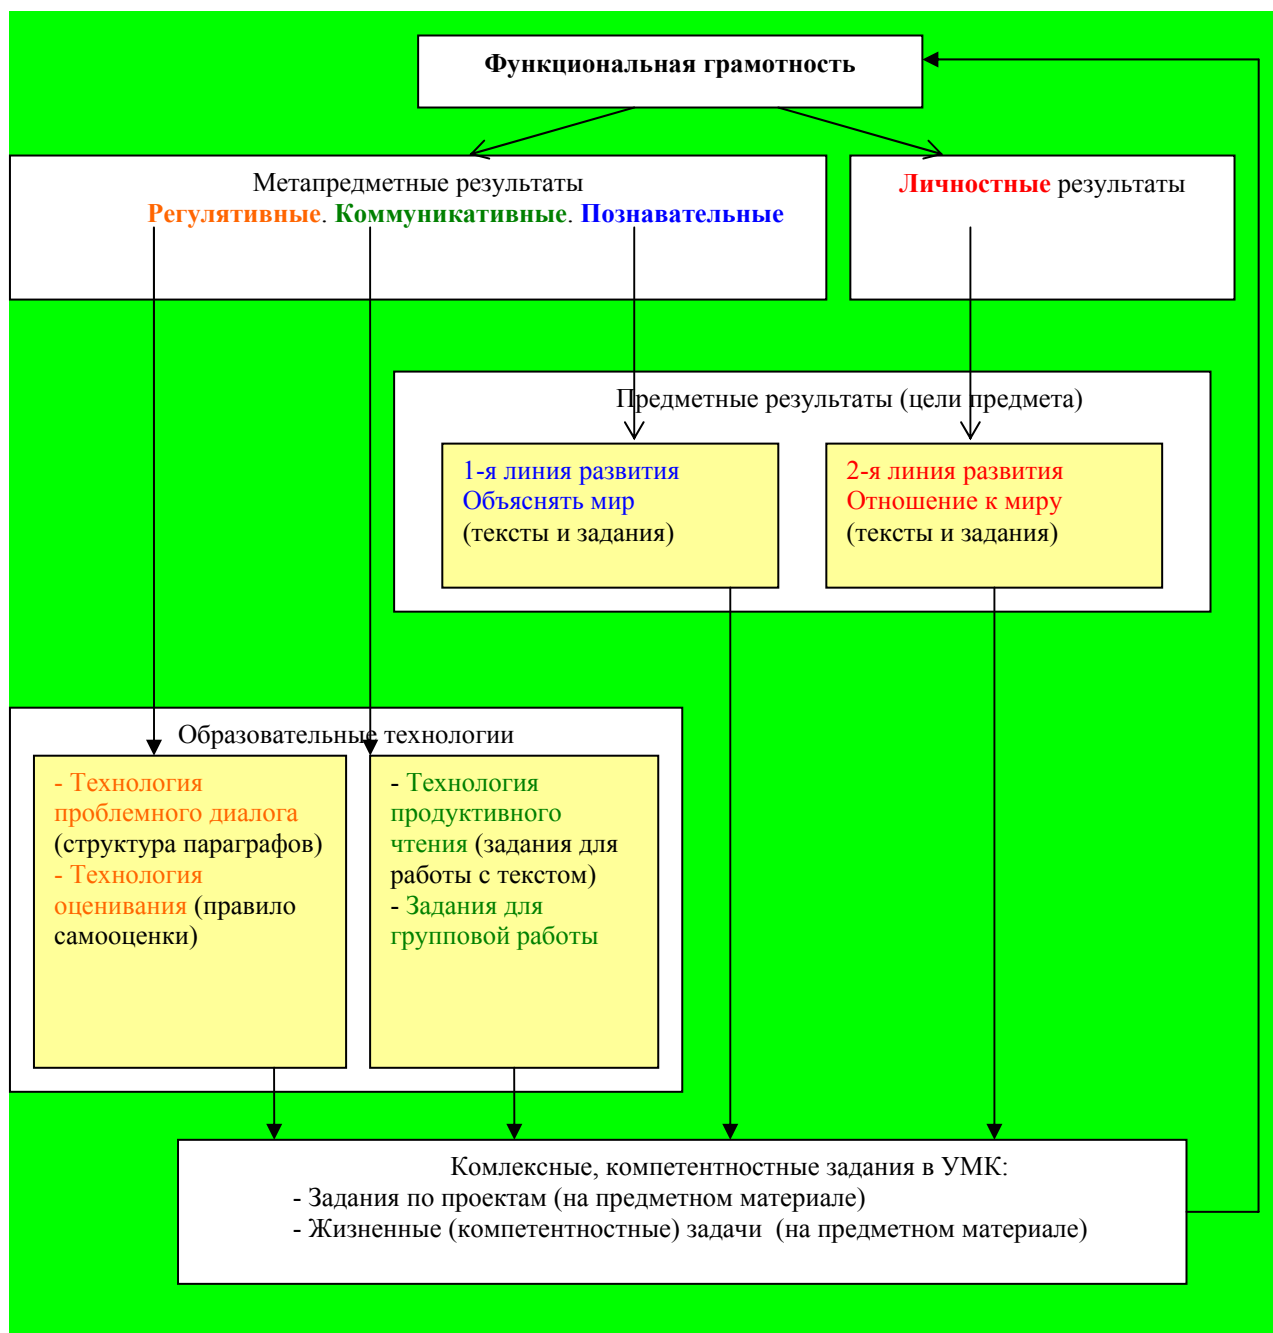 Функциональная грамотность
Метапредметные результаты
Регулятивные. Коммуникативные. Познавательные
Личностные результаты
Предметные результаты (цели предмета)
1-я линия развития
Объяснять мир
(тексты и задания)
2-я линия развития
Отношение к миру
(тексты и задания)
Образовательные технологии
- Технология
проблемного диалога
(структура параграфов)
- Технология
оценивания (правило
самооценки)
- Технология
продуктивного
чтения (задания для
работы с текстом)
- Задания для
групповой работы
Комлексные, компетентностные задания в УМК:
- Задания по проектам (на предметном материале)
- Жизненные (компетентностные) задачи (на предметном материале)